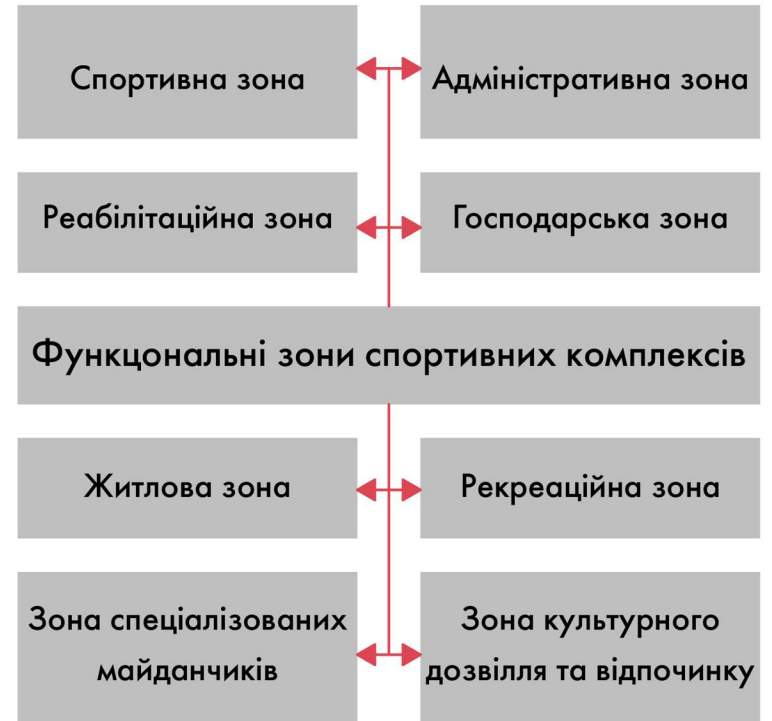 Спортивна зона
Адміністративна зона
Реабілітаційна зона
Господарська зона
Функцональні зони спортивних комплексів
Житлова зона
Рекреаційна зона
Зона спеціалізованих
майданчиків
Зона культурного
дозвілля та відпочинку